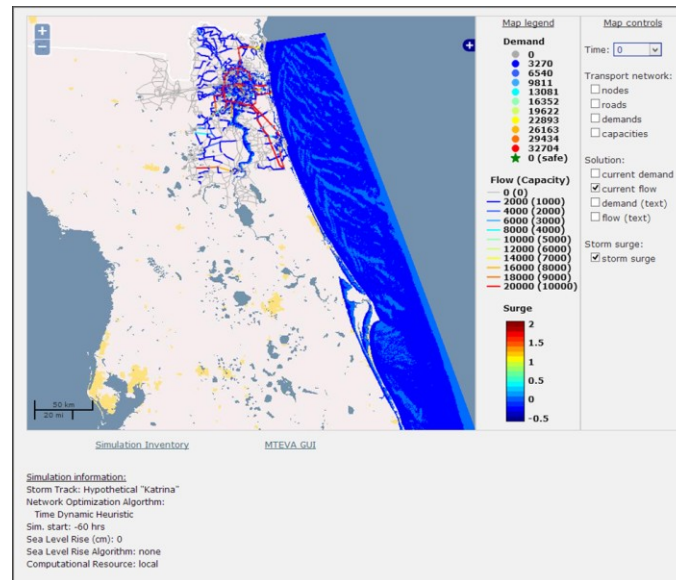 Map legend
Demand
0
3270
6540
9811
13081
16352
19622
22893
26163
29434
32704
0 (safe)
Flow (Capacity)
0 (0)
2000 (1000)
4000 (2000)
6000 (3000)
8000 (4000)
10000 (5000)
12000 (6000)
14000 (7000)
16000 (8000)
18000 (9000)
20000 (10000)
Surge
2
1.5
1
0.5
0
-0.5
Map controls
Time: 0
Transport network:
nodes
roads
demands
capacities
Solution:
current demand
current flow
demand (text)
flow (text)
Storm surge:
storm surge
50 km
20 mi
Simulation Inventory MTEVA GUI
Simulation information:
Storm Track: Hypothetical "Katrina"
Network Optimization Algorthm:
Time Dynamic Heuristic
Sim. start: -60 hrs
Sea Level Rise (cm): 0
Sea Level Rise Algorithm: none
Computational Resource: local